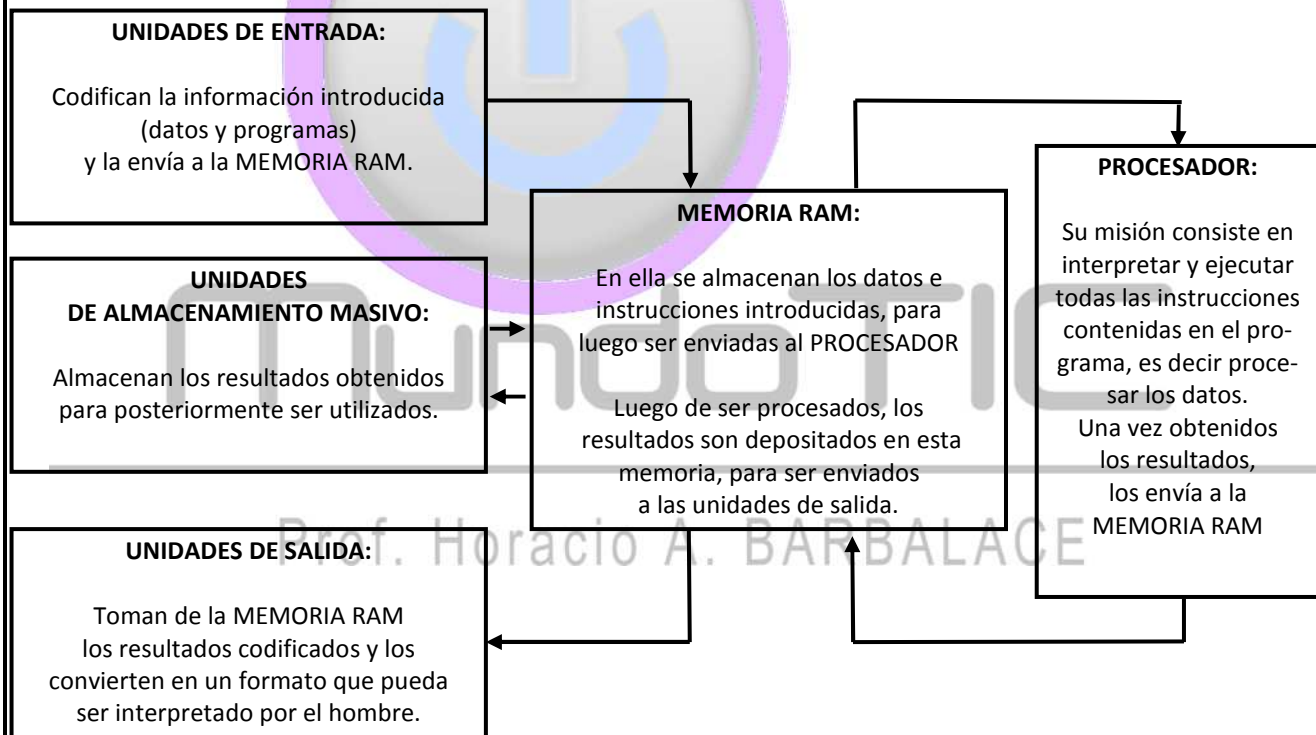 UNIDADES DE ENTRADA:
Codifican la información introducida
(datos y programas)
y la envía a la MEMORIA RAM.
UNIDADES
DE ALMACENAMIENTO MASIVO:
Almacenan los resultados obtenidos
para posteriormente ser utilizados.
UNIDADES DE SALIDA:
Toman de la MEMORIA RAM
los resultados codificados y los
convierten en un formato que pueda
ser interpretado por el hombre.
MEMORIA RAM:
En ella se almacenan los datos e
instrucciones introducidas, para
luego ser enviadas al PROCESADOR
Luego de ser procesados, los
resultados son depositados en esta
memoria, para ser enviados
a las unidades de salida.
PROCESADOR:
Su misión consiste en
interpretar y ejecutar
todas las instrucciones
contenidas en el pro-
grama, es decir proce-
sar los datos.
Una vez obtenidos
los resultados,
los envía a la
MEMORIA RAM
MundoTIC
Prof. Horacio A. BARBALACE